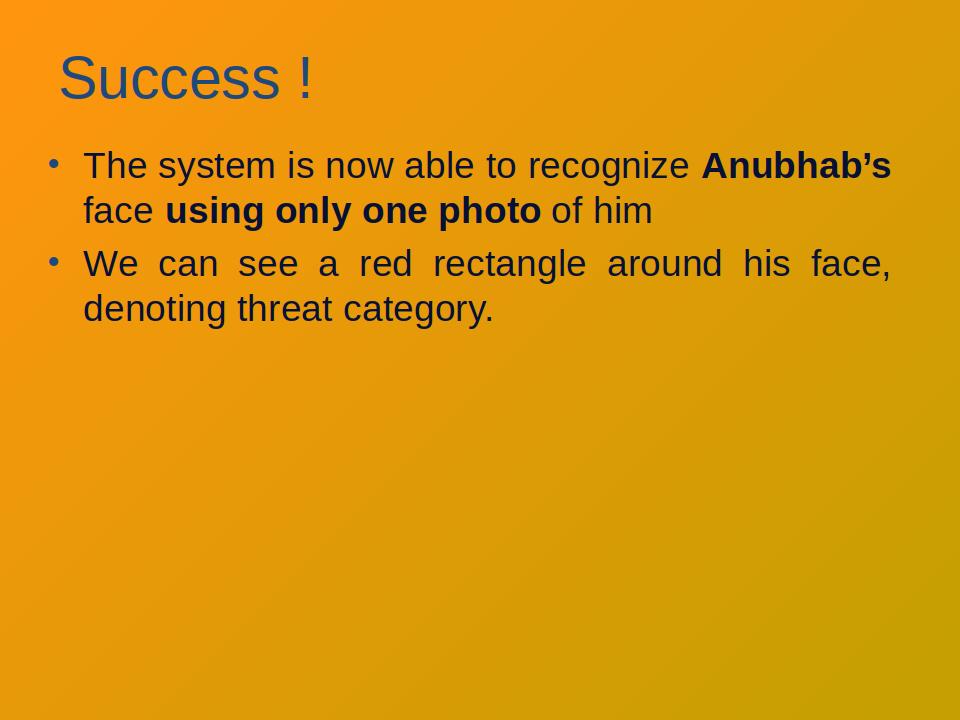 Success !
• The system is now able to recognize Anubhab’s
face using only one photo of him
• We can see a red rectangle around his face,
denoting threat category.